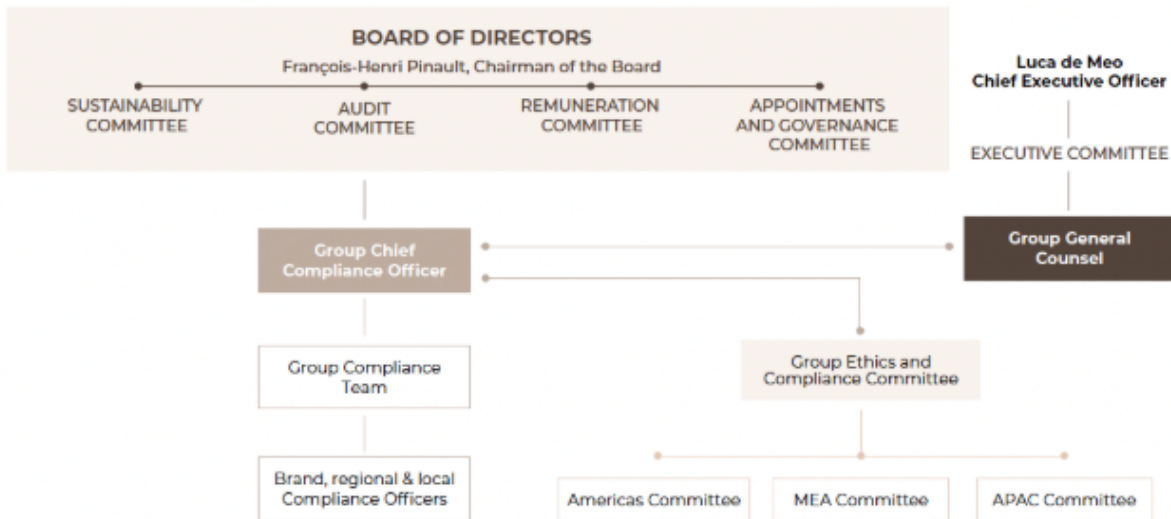 BOARD OF DIRECTORS
François-Henri Pinault, Chairman of the Board
SUSTAINABILITY
COMMITTEE
AUDIT
COMMITTEE
REMUNERATION
COMMITTEE
APPOINTMENTS
AND GOVERNANCE
COMMITTEE
Luca de Meo
Chief Executive Officer
EXECUTIVE COMMITTEE
Group Chief
Compliance Officer
Group General
Counsel
Group Compliance
Team
Group Ethics and
Compliance Committee
Brand, regional & local
Compliance Officers
Americas Committee
MEA Committee
APAC Committee